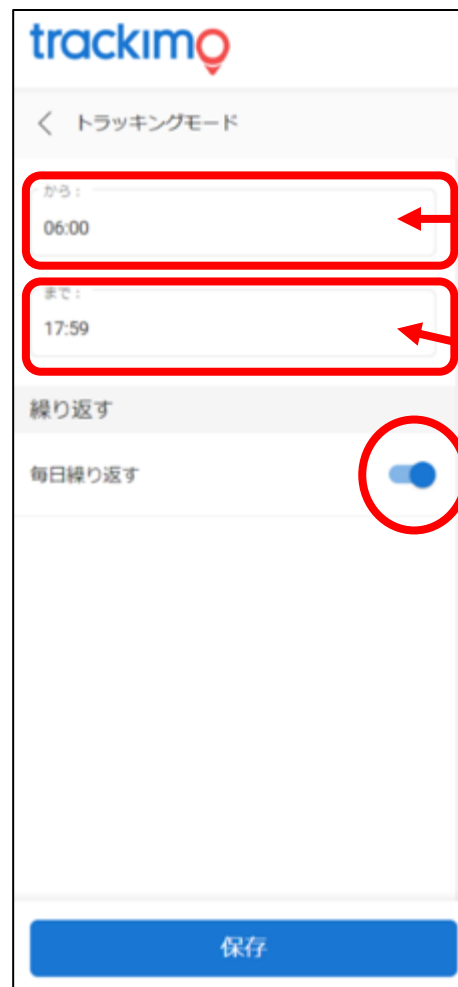 trackimo
トラッキングモード
から：
06:00
まで：
17:59
繰り返す
毎日繰り返す
保存